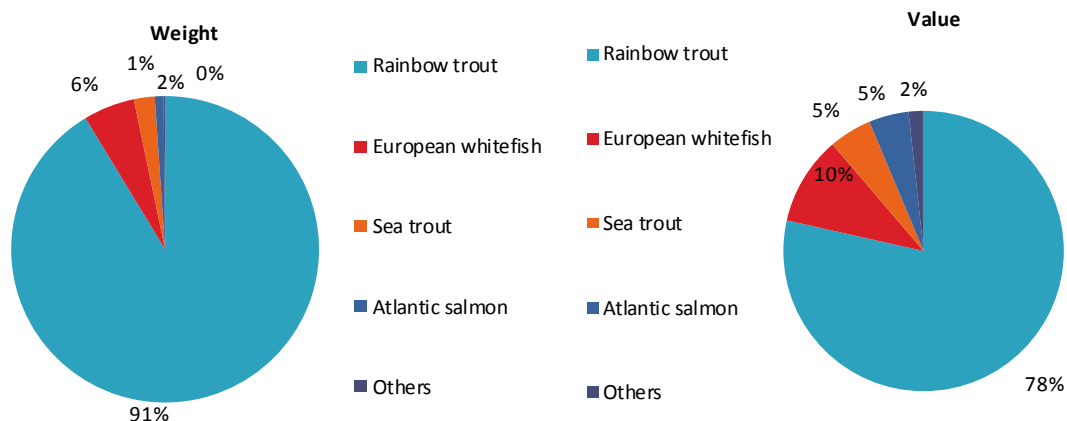 Weight
6%
1%
2%
0%
91%
Rainbow trout
European whitefish
Sea trout
Atlantic salmon
Others
Value
Rainbow trout
European whitefish
Sea trout
Atlantic salmon
Others
5%
5%
2%
10%
78%